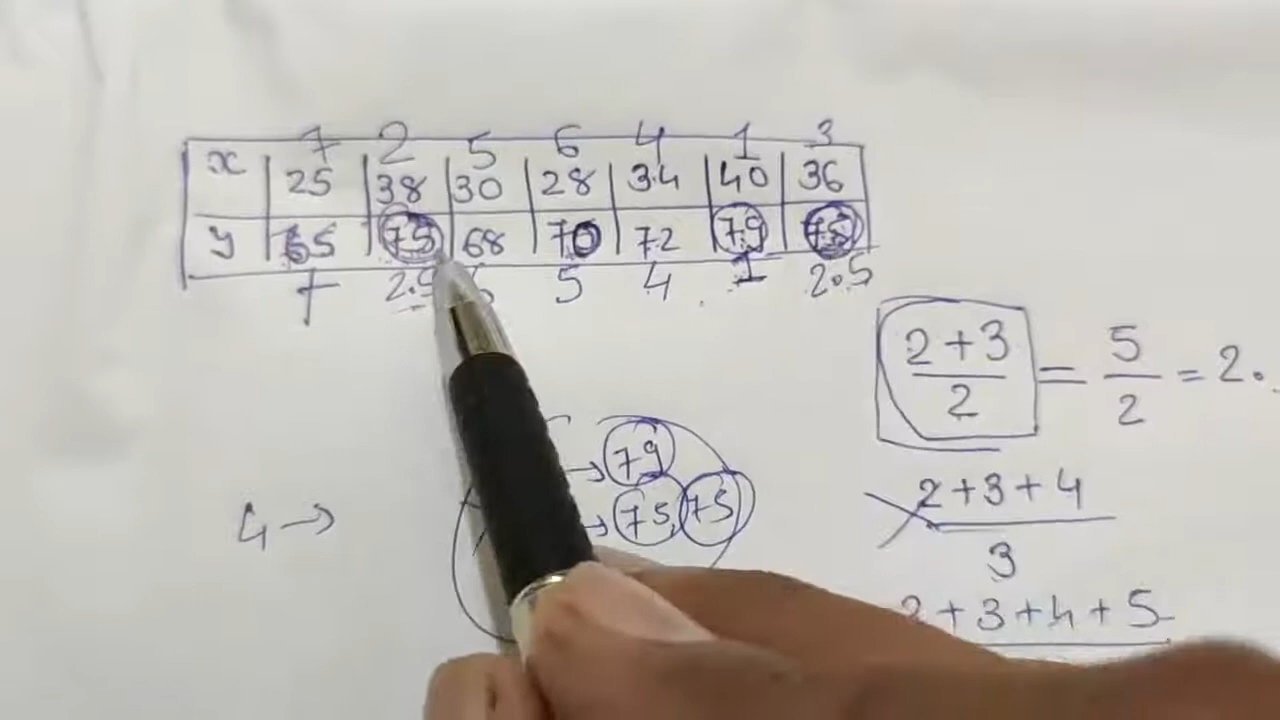 7 2 5 6 4 1 3
x 25 38 30 28 34 40 36
y 65 75 68 70 72 79 75
7 2.5 5 4 1 2.5
2+3/2 = 5/2 = 2.
→ 79
4 → → 75, 75
2+3+4/3
2+3+4+5